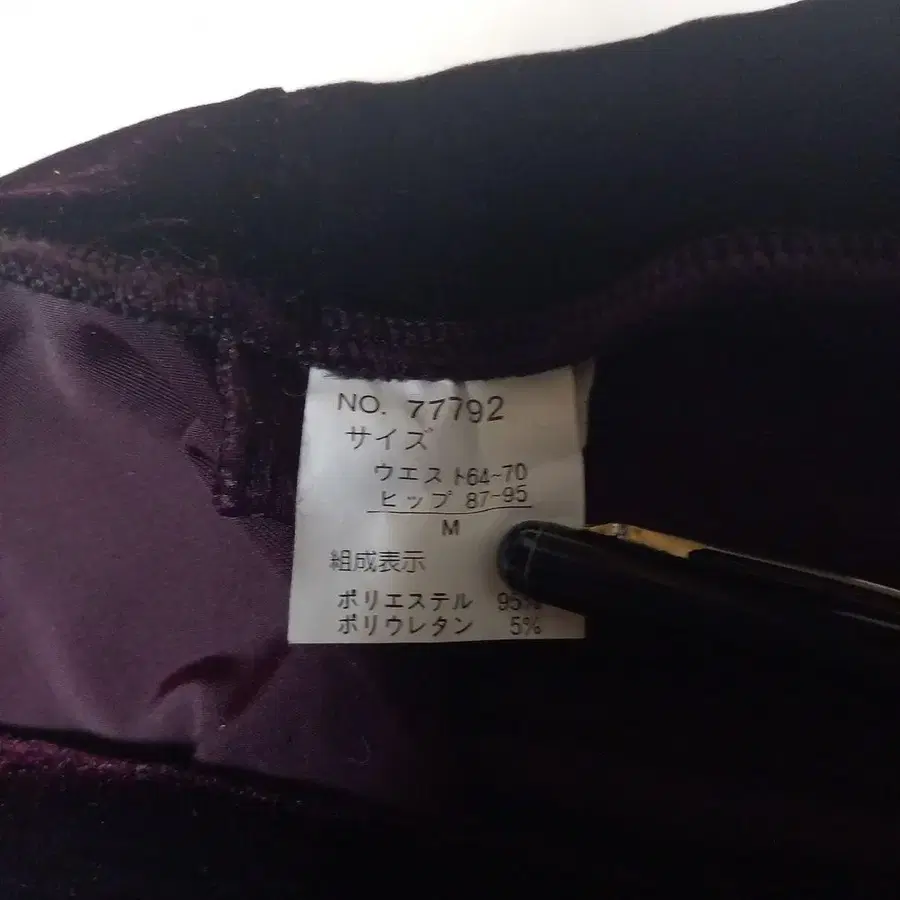 NO. 77792
サイズ
ウエスト64~70
ヒップ 87-95
M
組成表示
ポリエステル 95%
ポリウレタン 5%